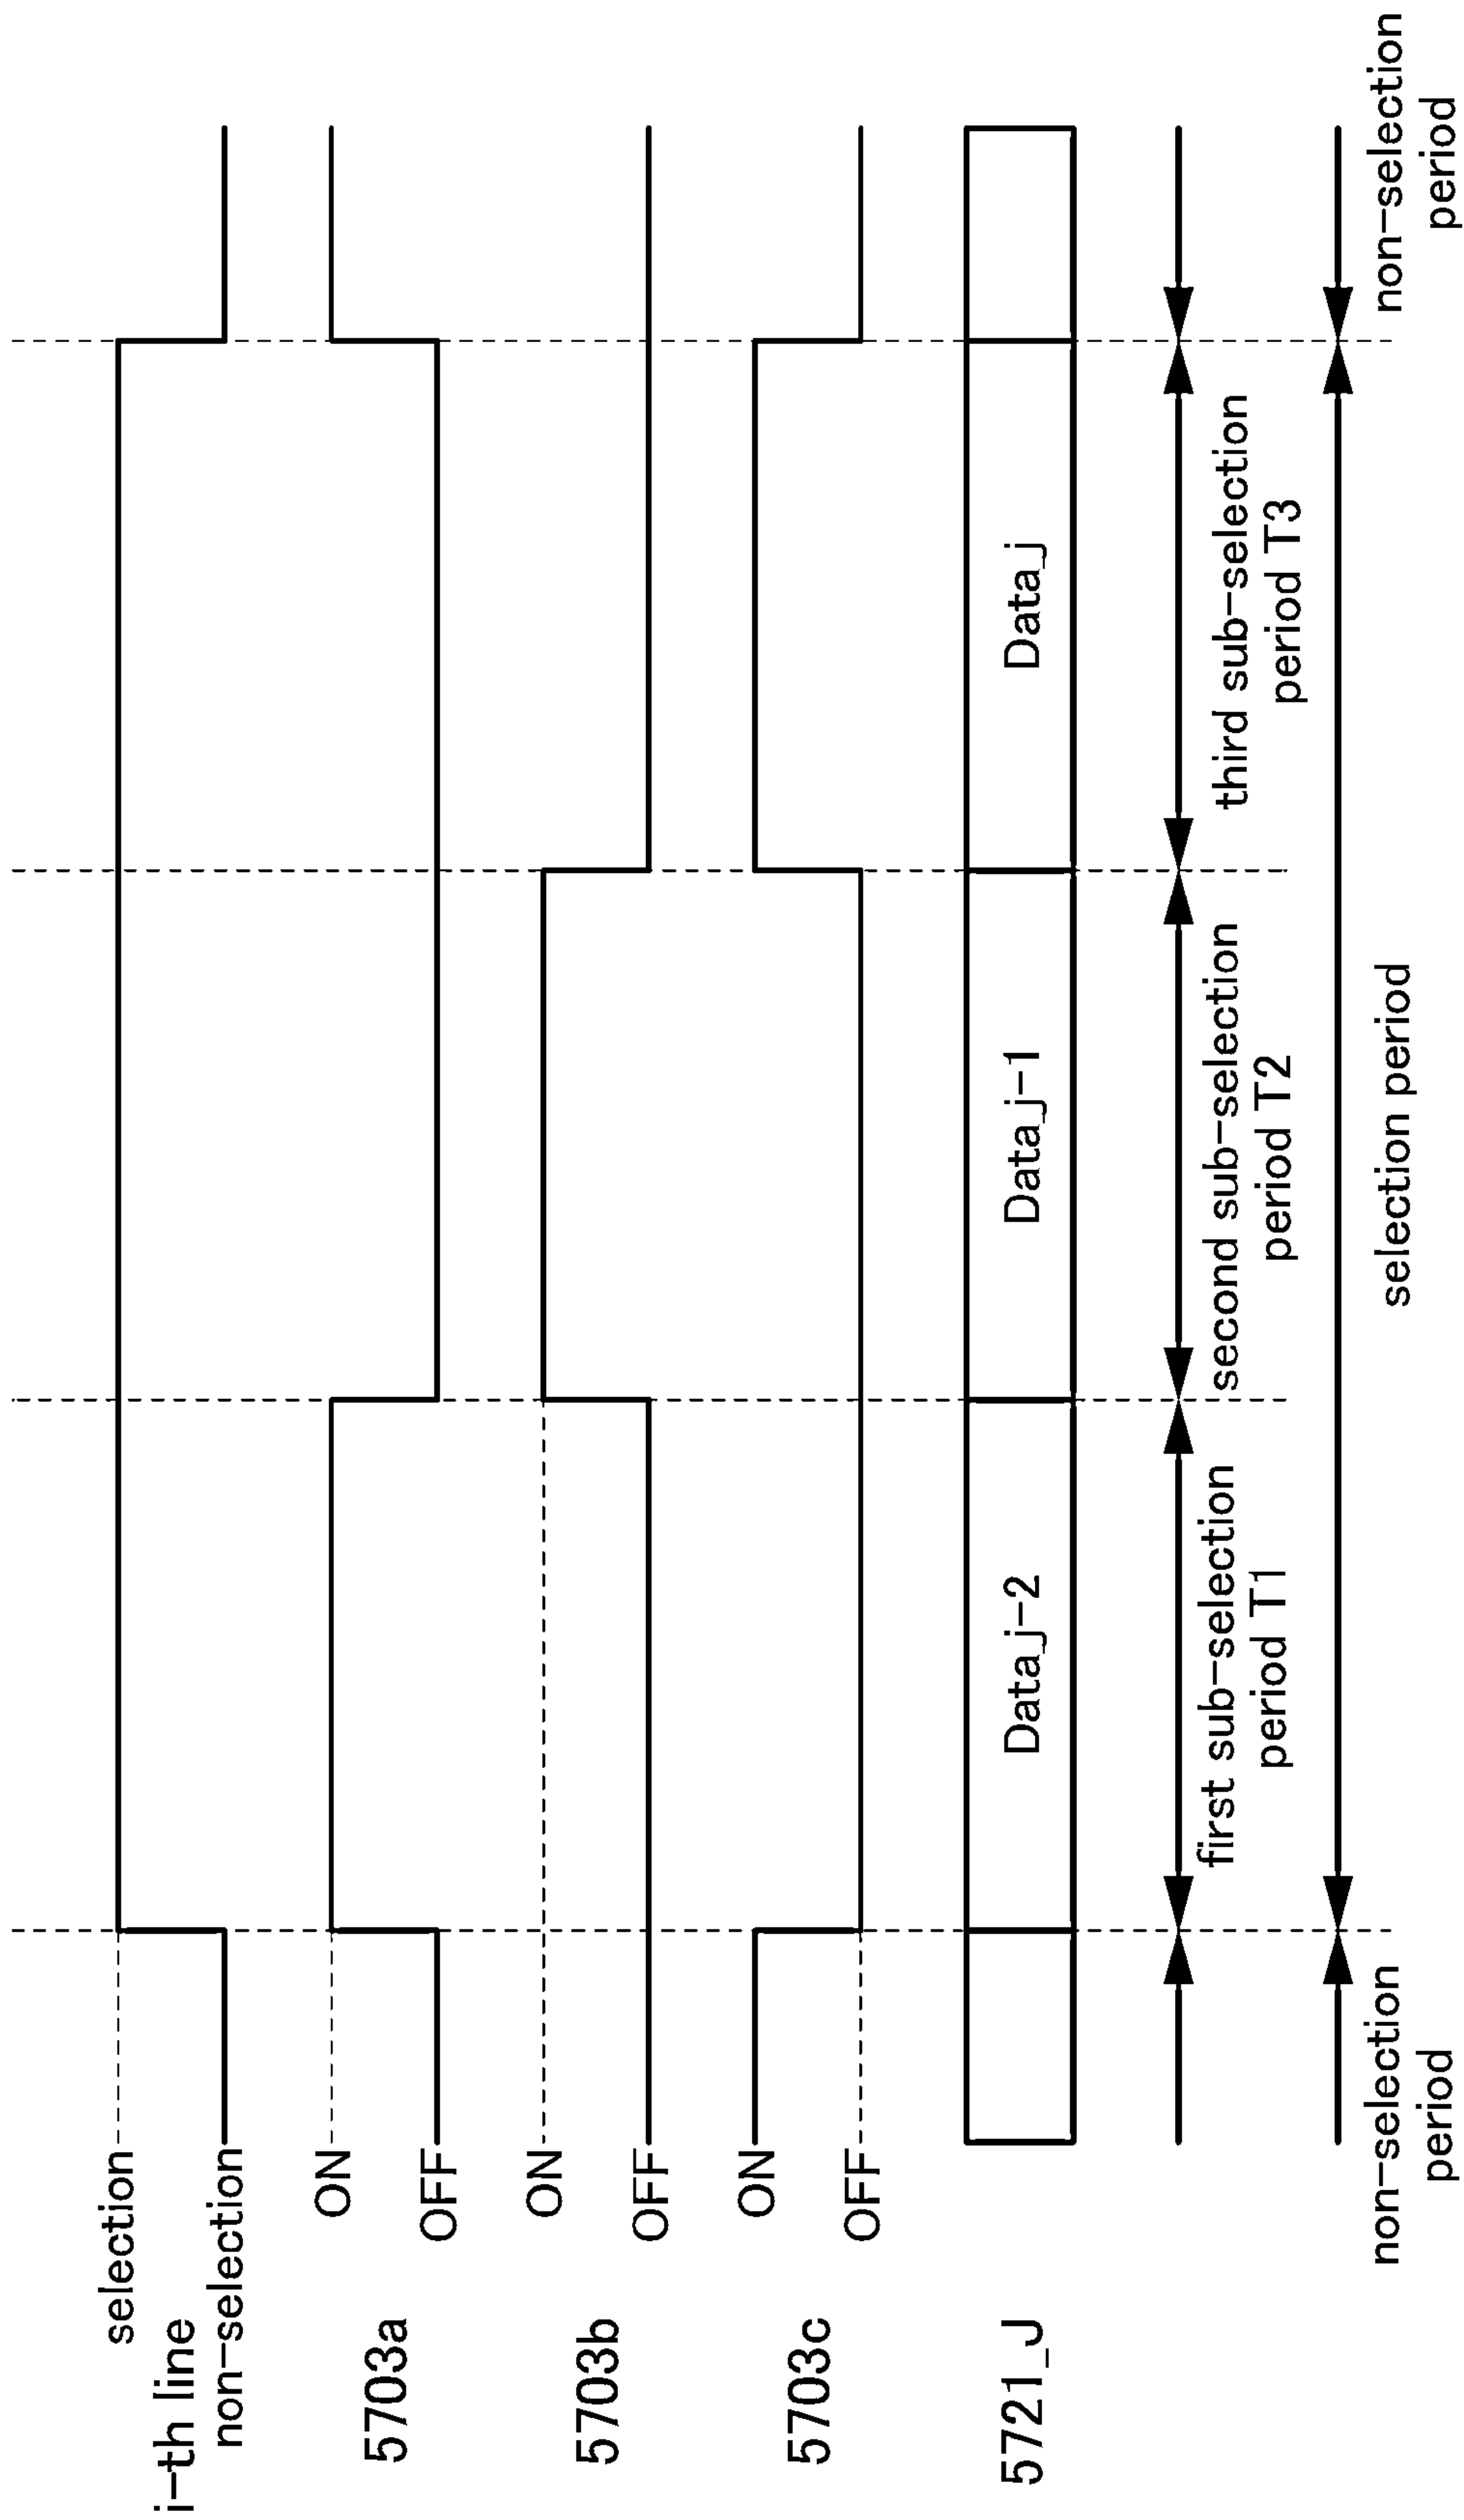 selection
i-th line
non-selection
ON
5703a
OFF
ON
5703b
OFF
ON
5703c
OFF
5721_J
Data_j-2
Data_j-1
Data_j
first sub-selection
period T1
second sub-selection
period T2
third sub-selection
period T3
non-selection
period
selection period
non-selection
period